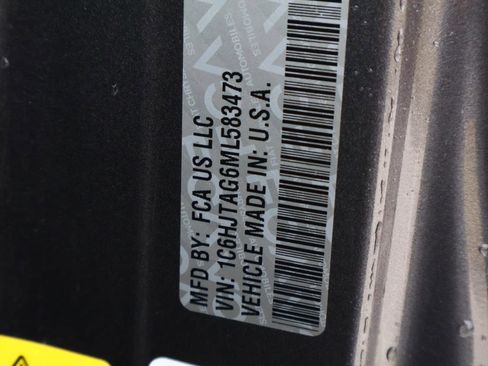 MFD BY: FCA US LLC
VIN: 1C6HJTAG6ML583473
VEHICLE MADE IN: U.S.A.